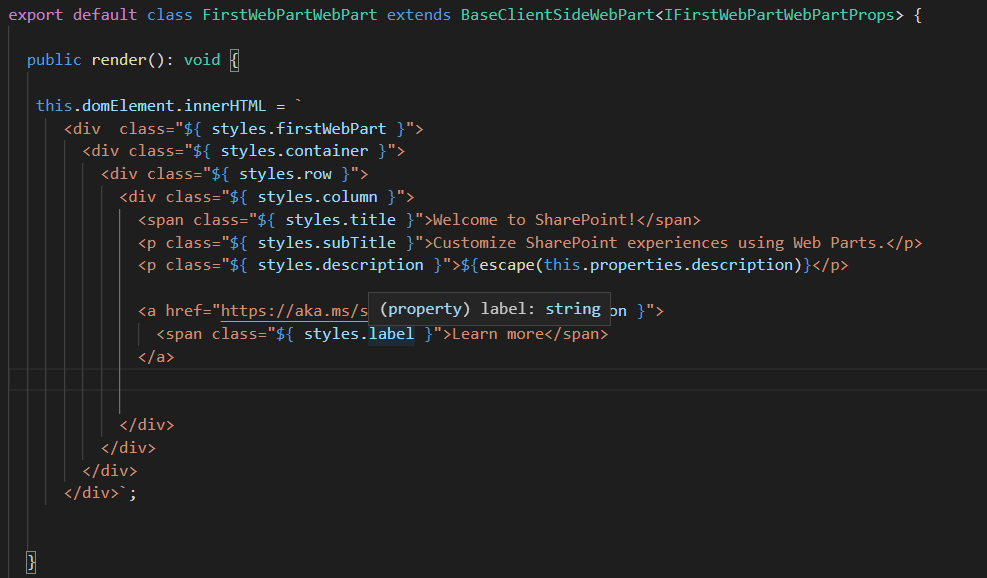 export default class FirstWebPartWebPart extends BaseClientSideWebPart<IFirstWebPartWebPartProps> {
public render(): void {
this.domElement.innerHTML = `
<div  class="${ styles.firstWebPart }">
<div class="${ styles.container }">
<div class="${ styles.row }">
<div class="${ styles.column }">
<span class="${ styles.title }">Welcome to SharePoint!</span>
<p class="${ styles.subTitle }">Customize SharePoint experiences using Web Parts.</p>
<p class="${ styles.description }">${escape(this.properties.description)}</p>
<a href="https://aka.ms/s (property) label: string on }">
<span class="${ styles.label }">Learn more</span>
</a>
</div>
</div>
</div>
</div>`;
}